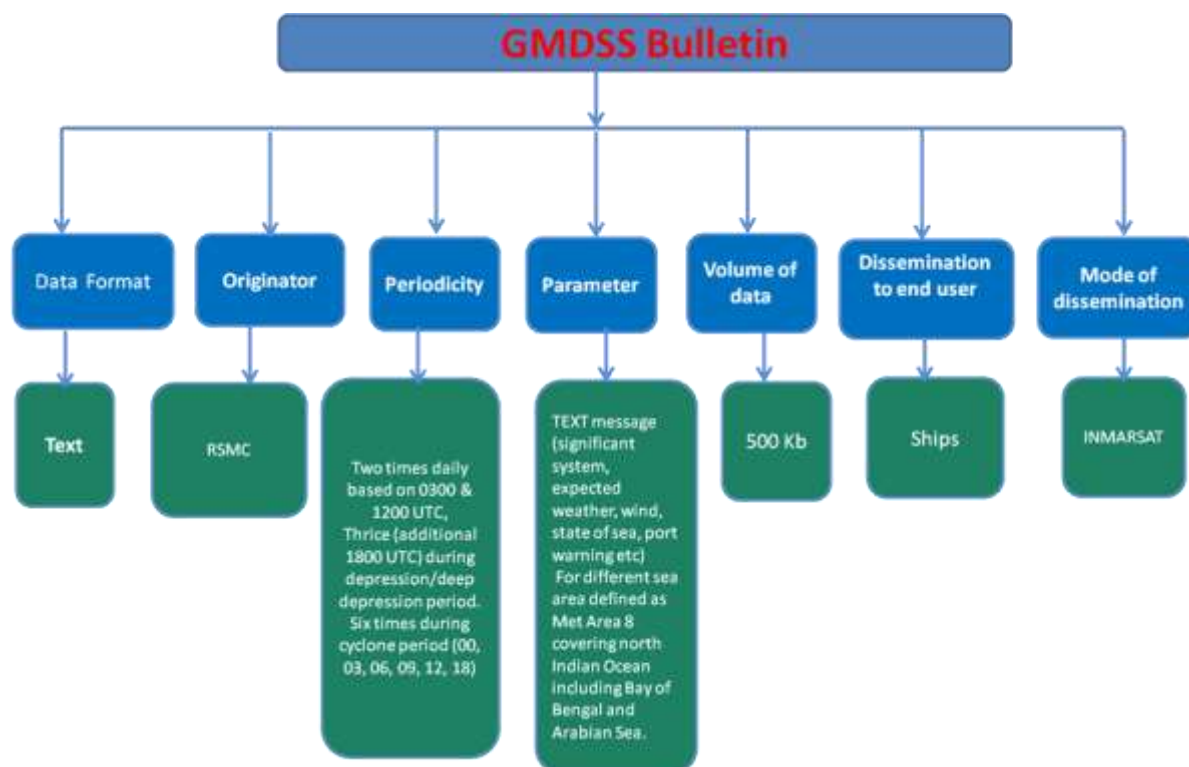 GMDSS Bulletin
Data Format
Originator
Periodicity
Parameter
Volume of
data
Dissemination
to end user
Mode of
dissemination
Text
RSMC
Two times daily
based on 0300 &
1200 UTC,
Thrice (additional
1800 UTC) during
depression/deep
depression period.
Six times during
cyclone period (00,
03, 06, 09, 12, 18)
TEXT message
(significant
system,
expected
weather, wind,
state of sea, port
warning etc)
For different sea
area defined as
Met Area 8
covering north
Indian Ocean
including Bay of
Bengal and
Arabian Sea.
500 Kb
Ships
INMARSAT